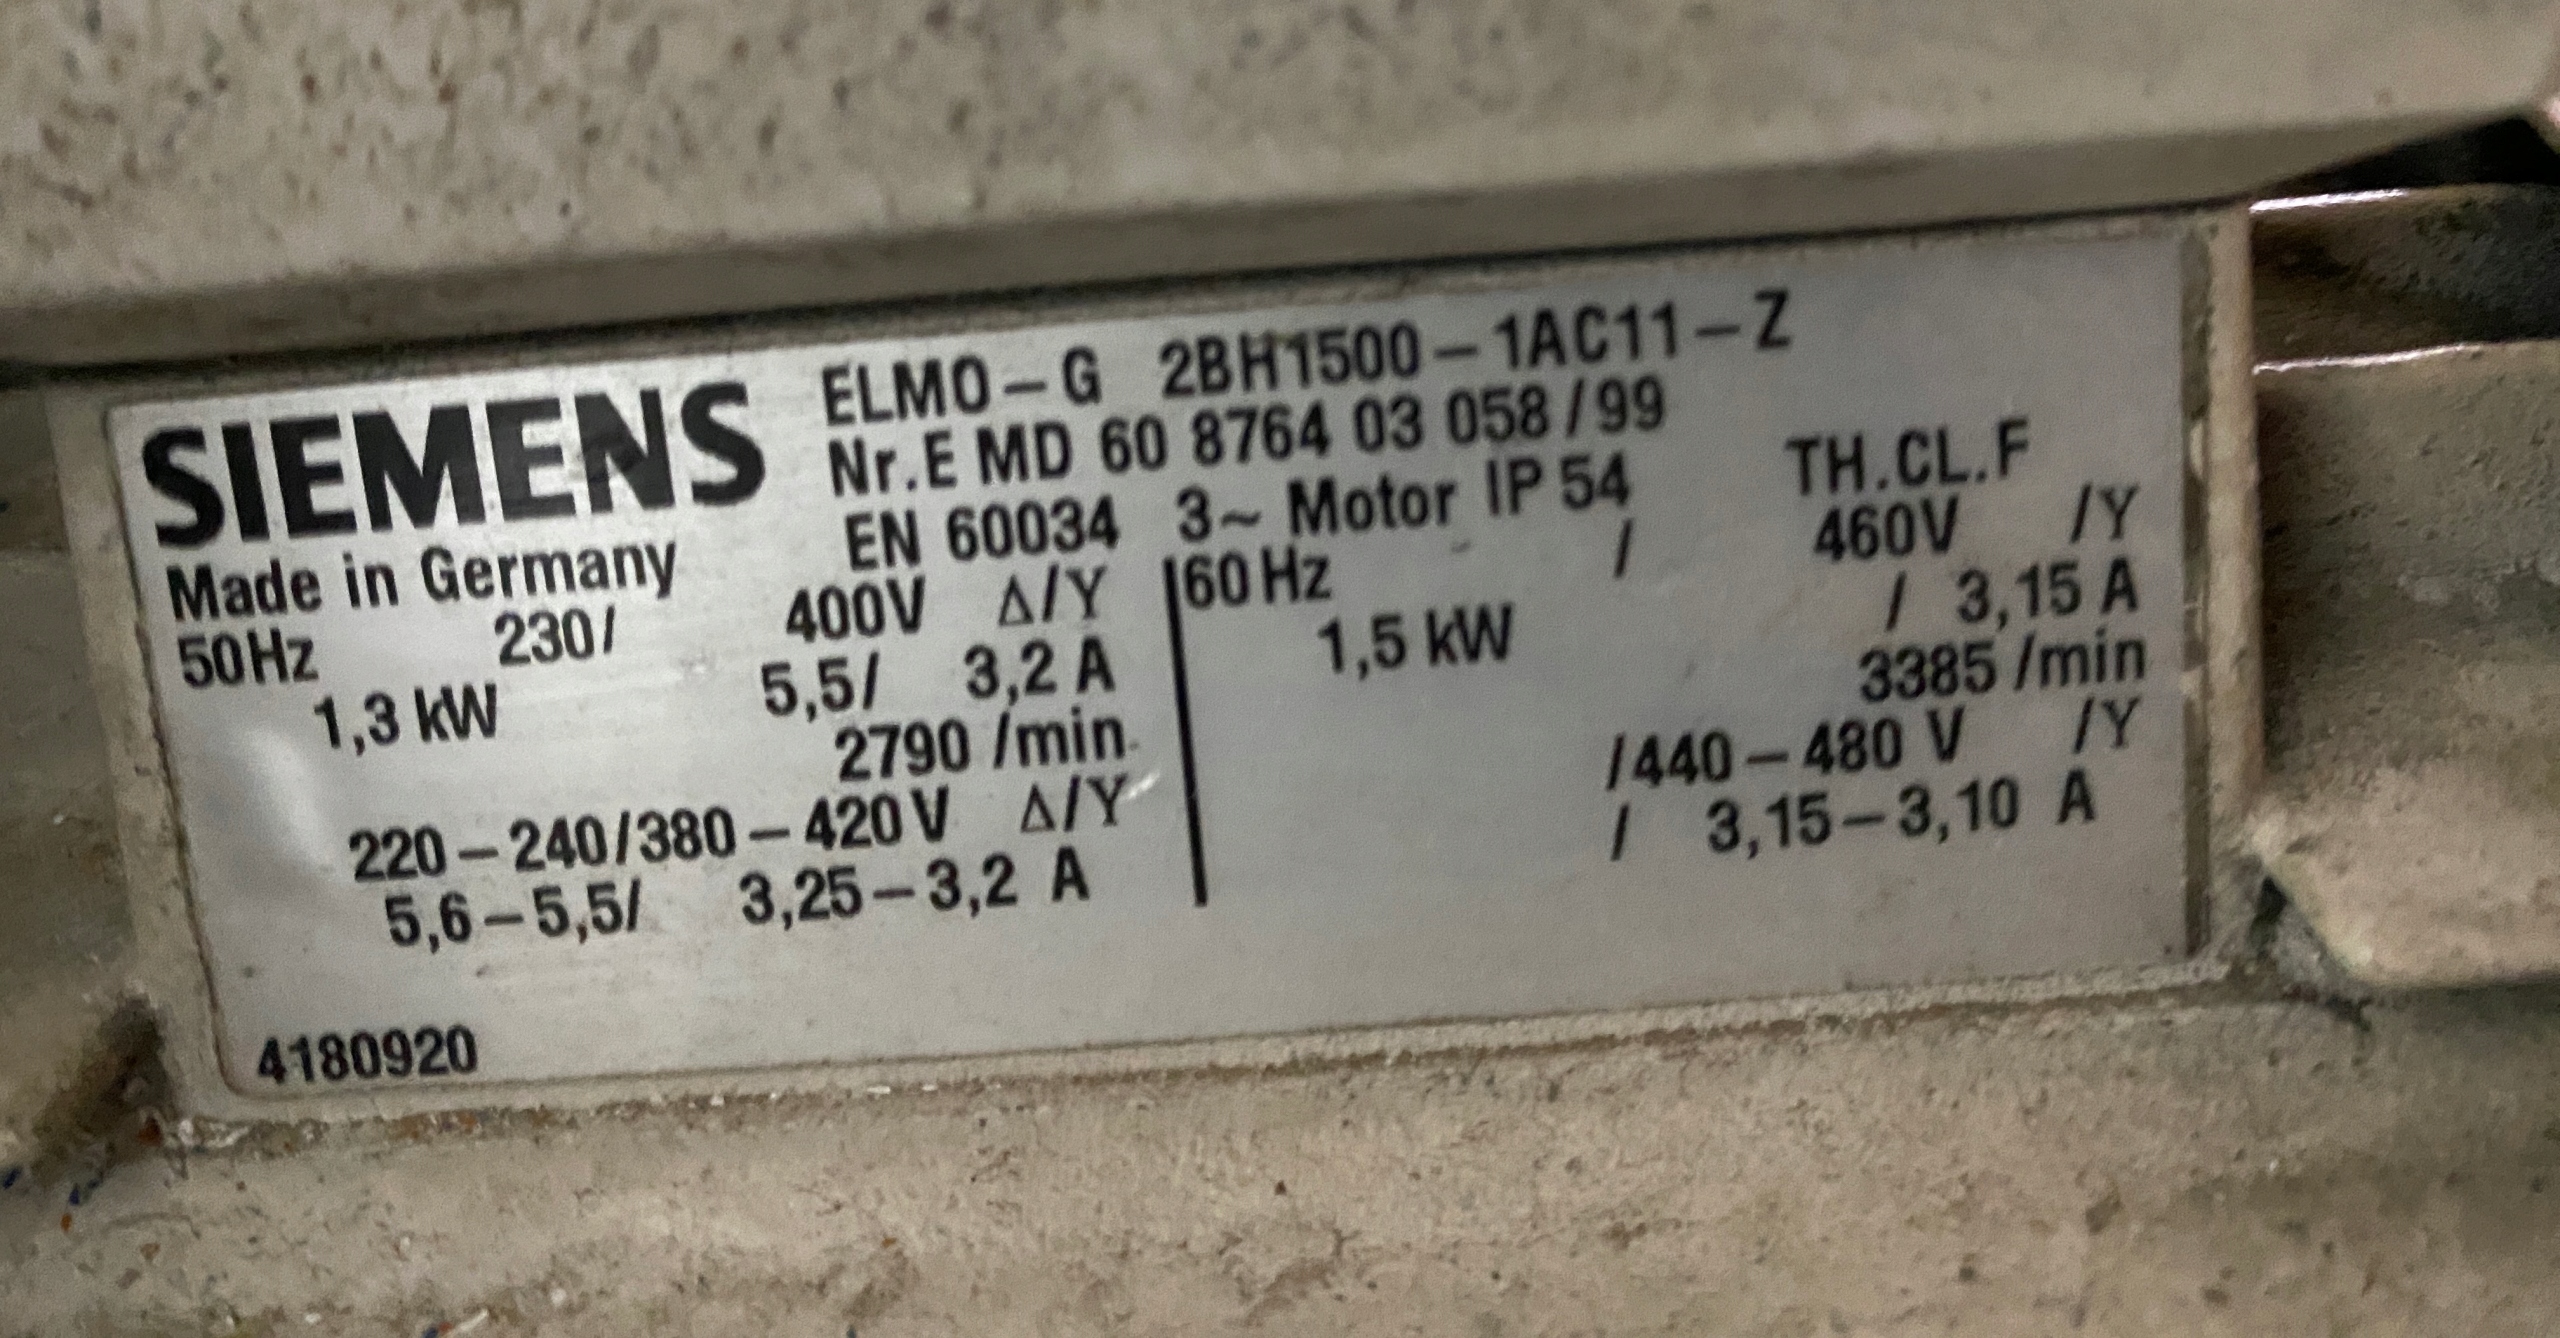 SIEMENS ELMO-G 2BH1500-1AC11-Z
Nr.E MD 60 8764 03 058/99
Made in Germany EN 60034 3~ Motor IP 54 TH.CL.F
50Hz 230/ 400V Δ/Y 60Hz / 460V /Y
1,3 kW 5,5/ 3,2 A 1,5 kW / 3,15 A
2790 /min 3385 /min
220-240/380-420V Δ/Y /440-480 V /Y
5,6-5,5/ 3,25-3,2 A / 3,15-3,10 A
4180920